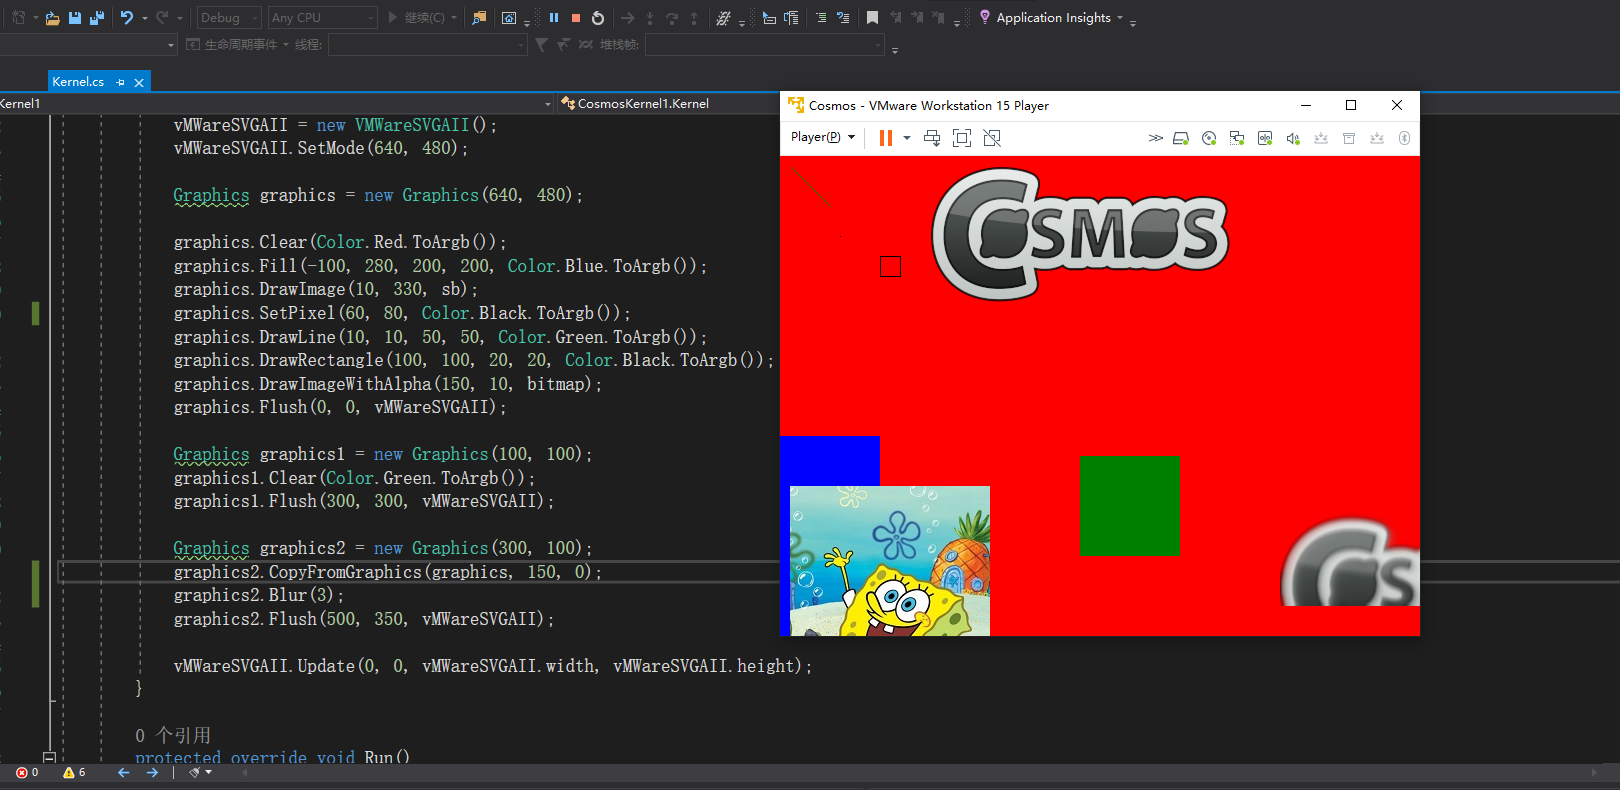 Debug
Any CPU
继续(C)
Application Insights
生命周期事件
线程:
堆栈帧:
Kernel.cs
Kernel1
CosmosKernel1.Kernel
vMWareSVGAII = new VMWareSVGAII();
vMWareSVGAII.SetMode(640, 480);
Graphics graphics = new Graphics(640, 480);
graphics.Clear(Color.Red.ToArgb());
graphics.Fill(-100, 280, 200, 200, Color.Blue.ToArgb());
graphics.DrawImage(10, 330, sb);
graphics.SetPixel(60, 80, Color.Black.ToArgb());
graphics.DrawLine(10, 10, 50, 50, Color.Green.ToArgb());
graphics.DrawRectangle(100, 100, 20, 20, Color.Black.ToArgb());
graphics.DrawImageWithAlpha(150, 10, bitmap);
graphics.Flush(0, 0, vMWareSVGAII);
Graphics graphics1 = new Graphics(100, 100);
graphics1.Clear(Color.Green.ToArgb());
graphics1.Flush(300, 300, vMWareSVGAII);
Graphics graphics2 = new Graphics(300, 100);
graphics2.CopyFromGraphics(graphics, 150, 0);
graphics2.Blur(3);
graphics2.Flush(500, 350, vMWareSVGAII);
vMWareSVGAII.Update(0, 0, vMWareSVGAII.width, vMWareSVGAII.height);
}
0 个引用
protected override void Run()
0
6
Cosmos - VMware Workstation 15 Player
Player(P)
Cosmos
Cos